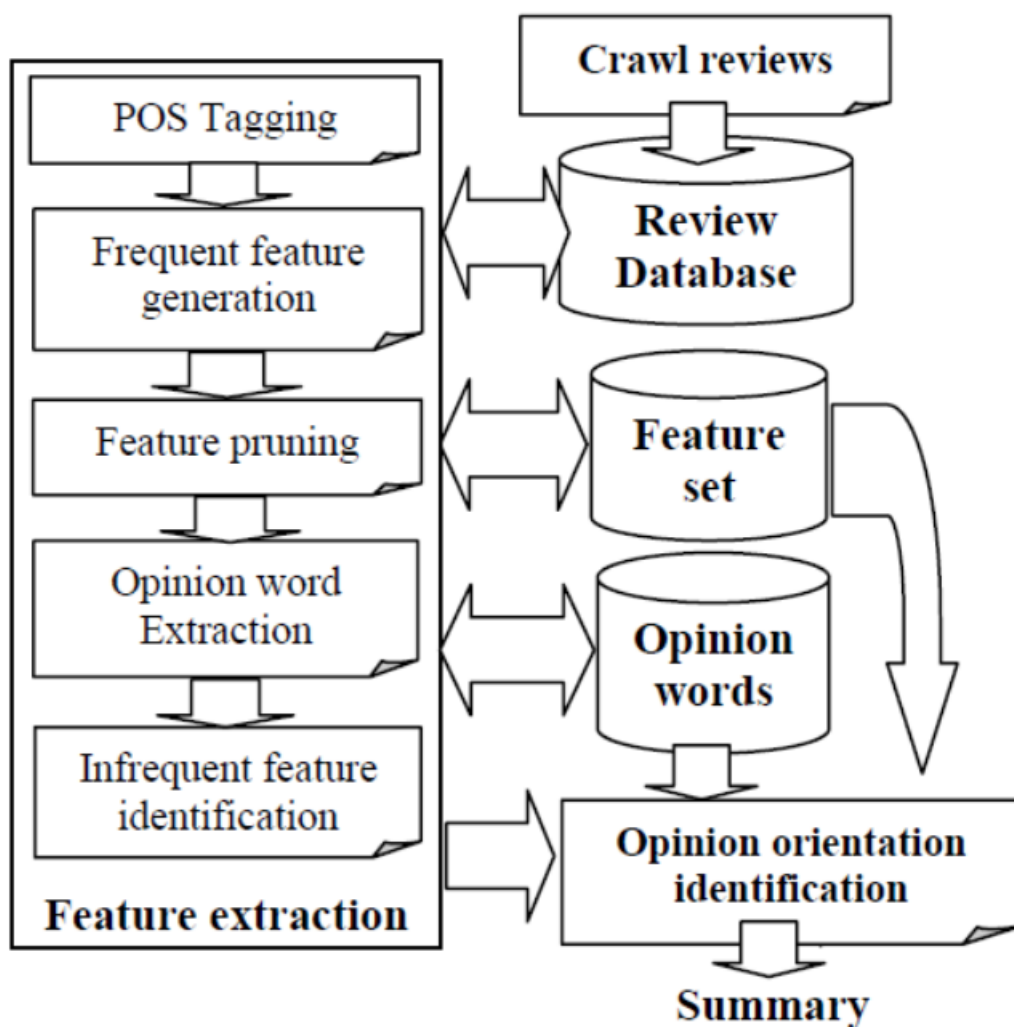 Crawl reviews
POS Tagging
Frequent feature
generation
Review
Database
Feature pruning
Feature
set
Opinion word
Extraction
Opinion
words
Infrequent feature
identification
Feature extraction
Opinion orientation
identification
Summary